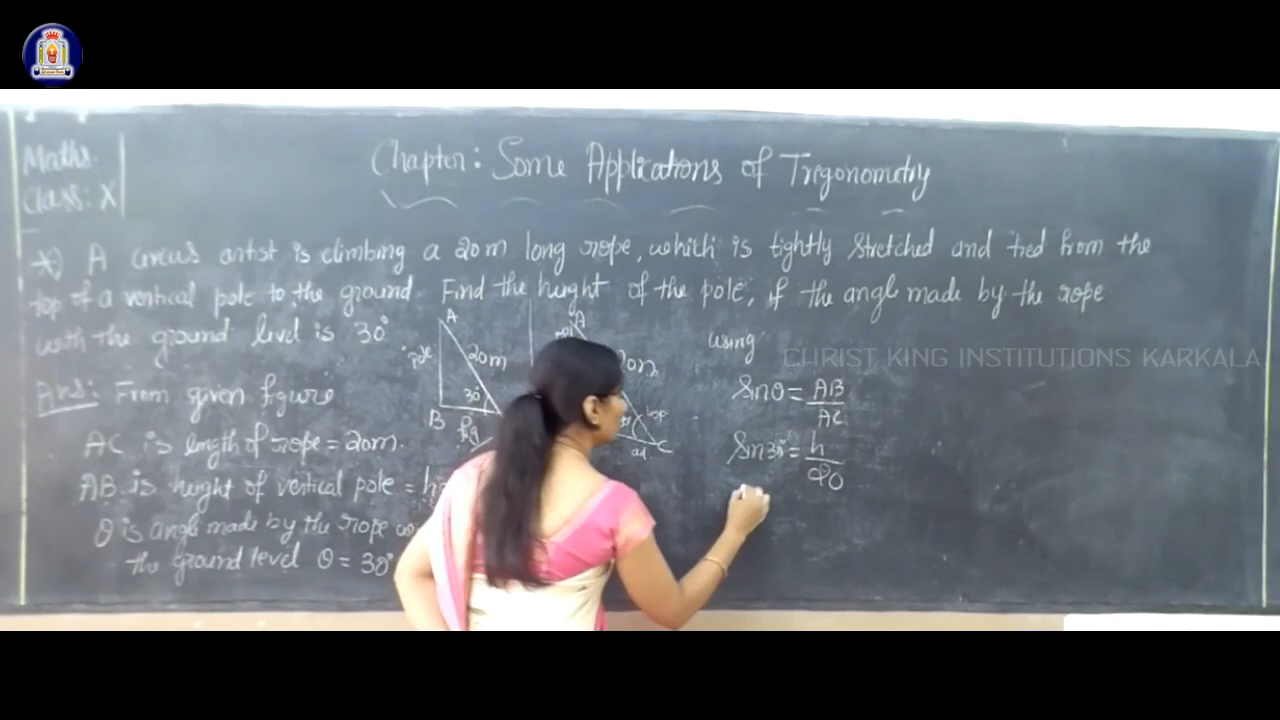 Maths.
Class: X
Chapter: Some Applications of Trigonometry
*) A circus artist is climbing a 20m long rope, which is tightly stretched and tied from the
top of a vertical pole to the ground. Find the height of the pole, if the angle made by the rope
with the ground level is 30°
Ans: From given figure
AC is length of rope = 20m.
AB is height of vertical pole = h
θ is angle made by the rope
the ground level θ = 30°
A
pole
20m
30°
B
fig
A
20m
hyp
C
using
Sinθ = AB
AC
Sin30° = h
20
CHRIST KING INSTITUTIONS KARKALA